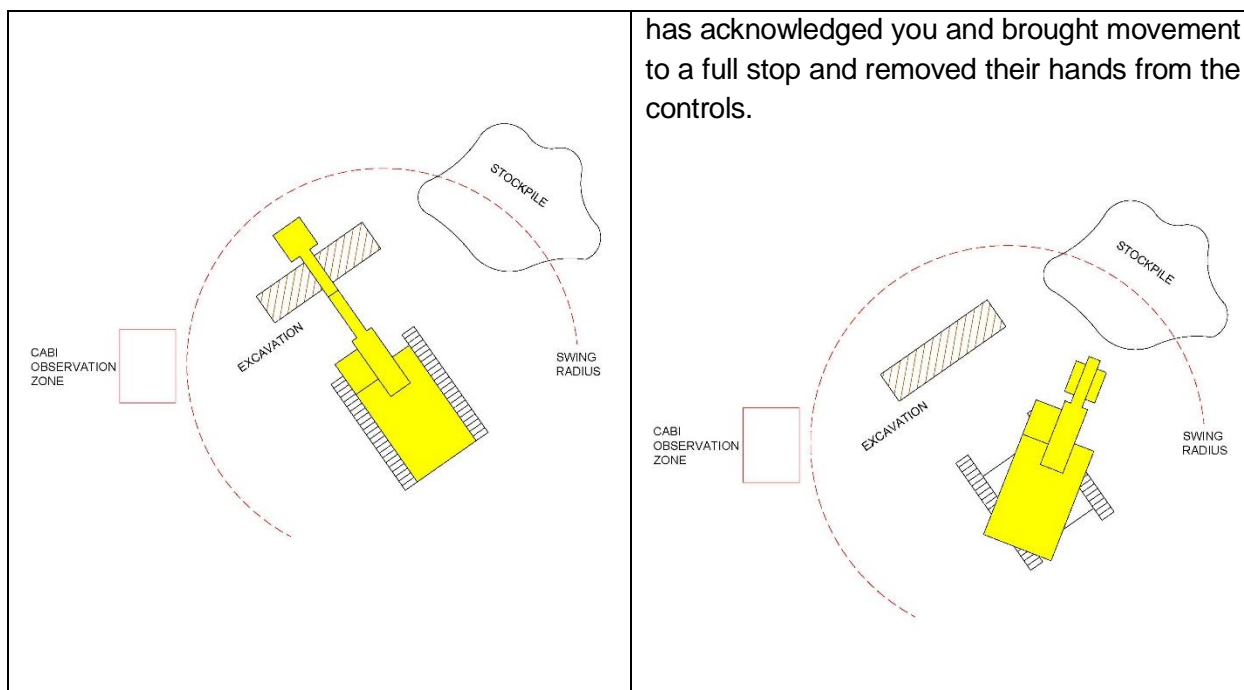 STOCKPILE
EXCAVATION
CABI
OBSERVATION
ZONE
SWING
RADIUS
has acknowledged you and brought movement
to a full stop and removed their hands from the
controls.
STOCKPILE
EXCAVATION
CABI
OBSERVATION
ZONE
SWING
RADIUS